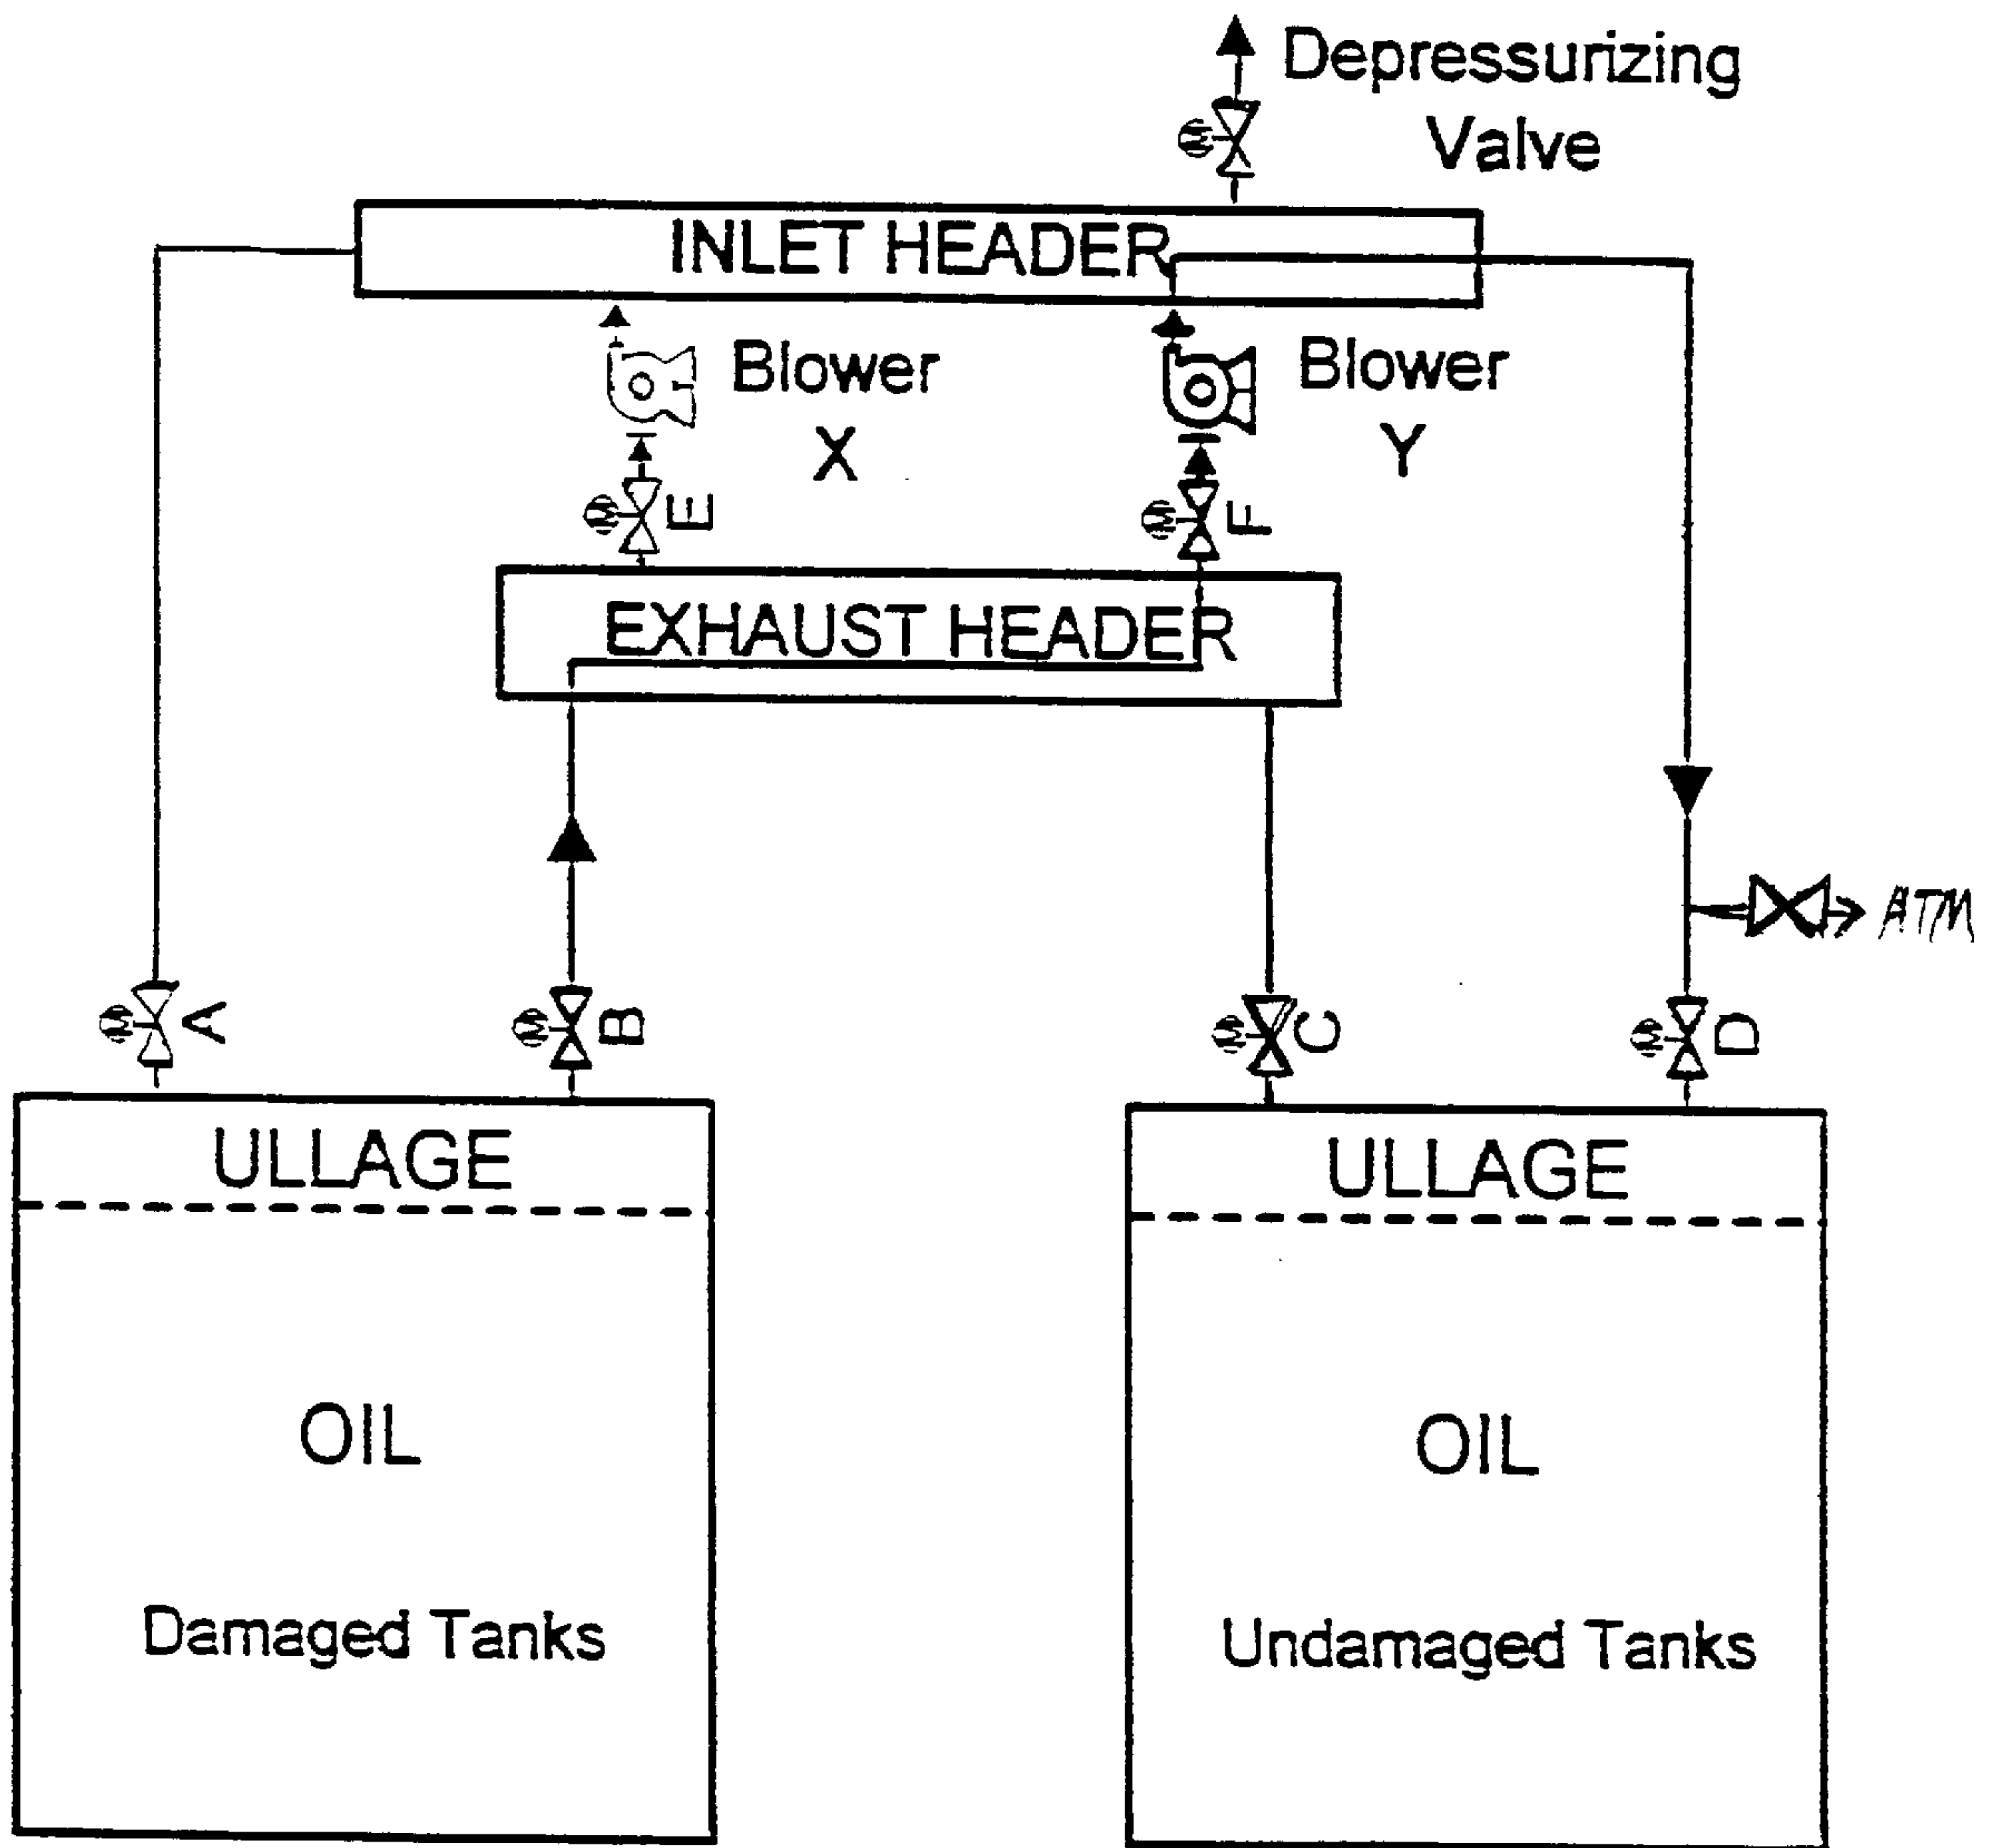 Depressurizing
Valve
INLET HEADER
Blower
X
Blower
Y
E
F
EXHAUST HEADER
ATM
A
B
C
D
ULLAGE
ULLAGE
OIL
OIL
Damaged Tanks
Undamaged Tanks